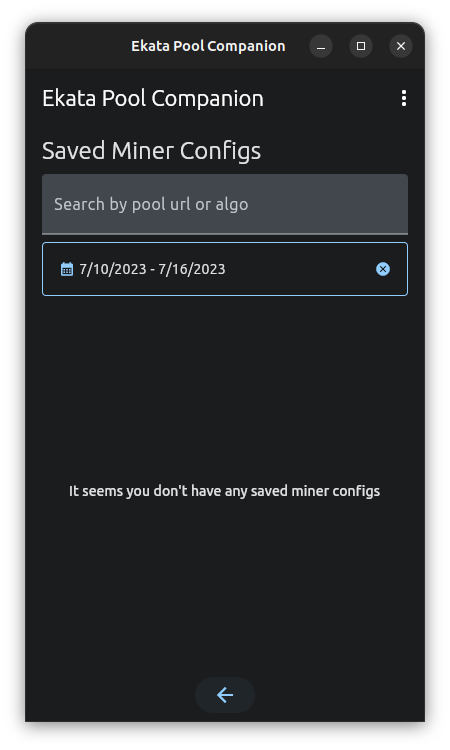 Ekata Pool Companion
Ekata Pool Companion
Saved Miner Configs
Search by pool url or algo
7/10/2023 - 7/16/2023
It seems you don't have any saved miner configs